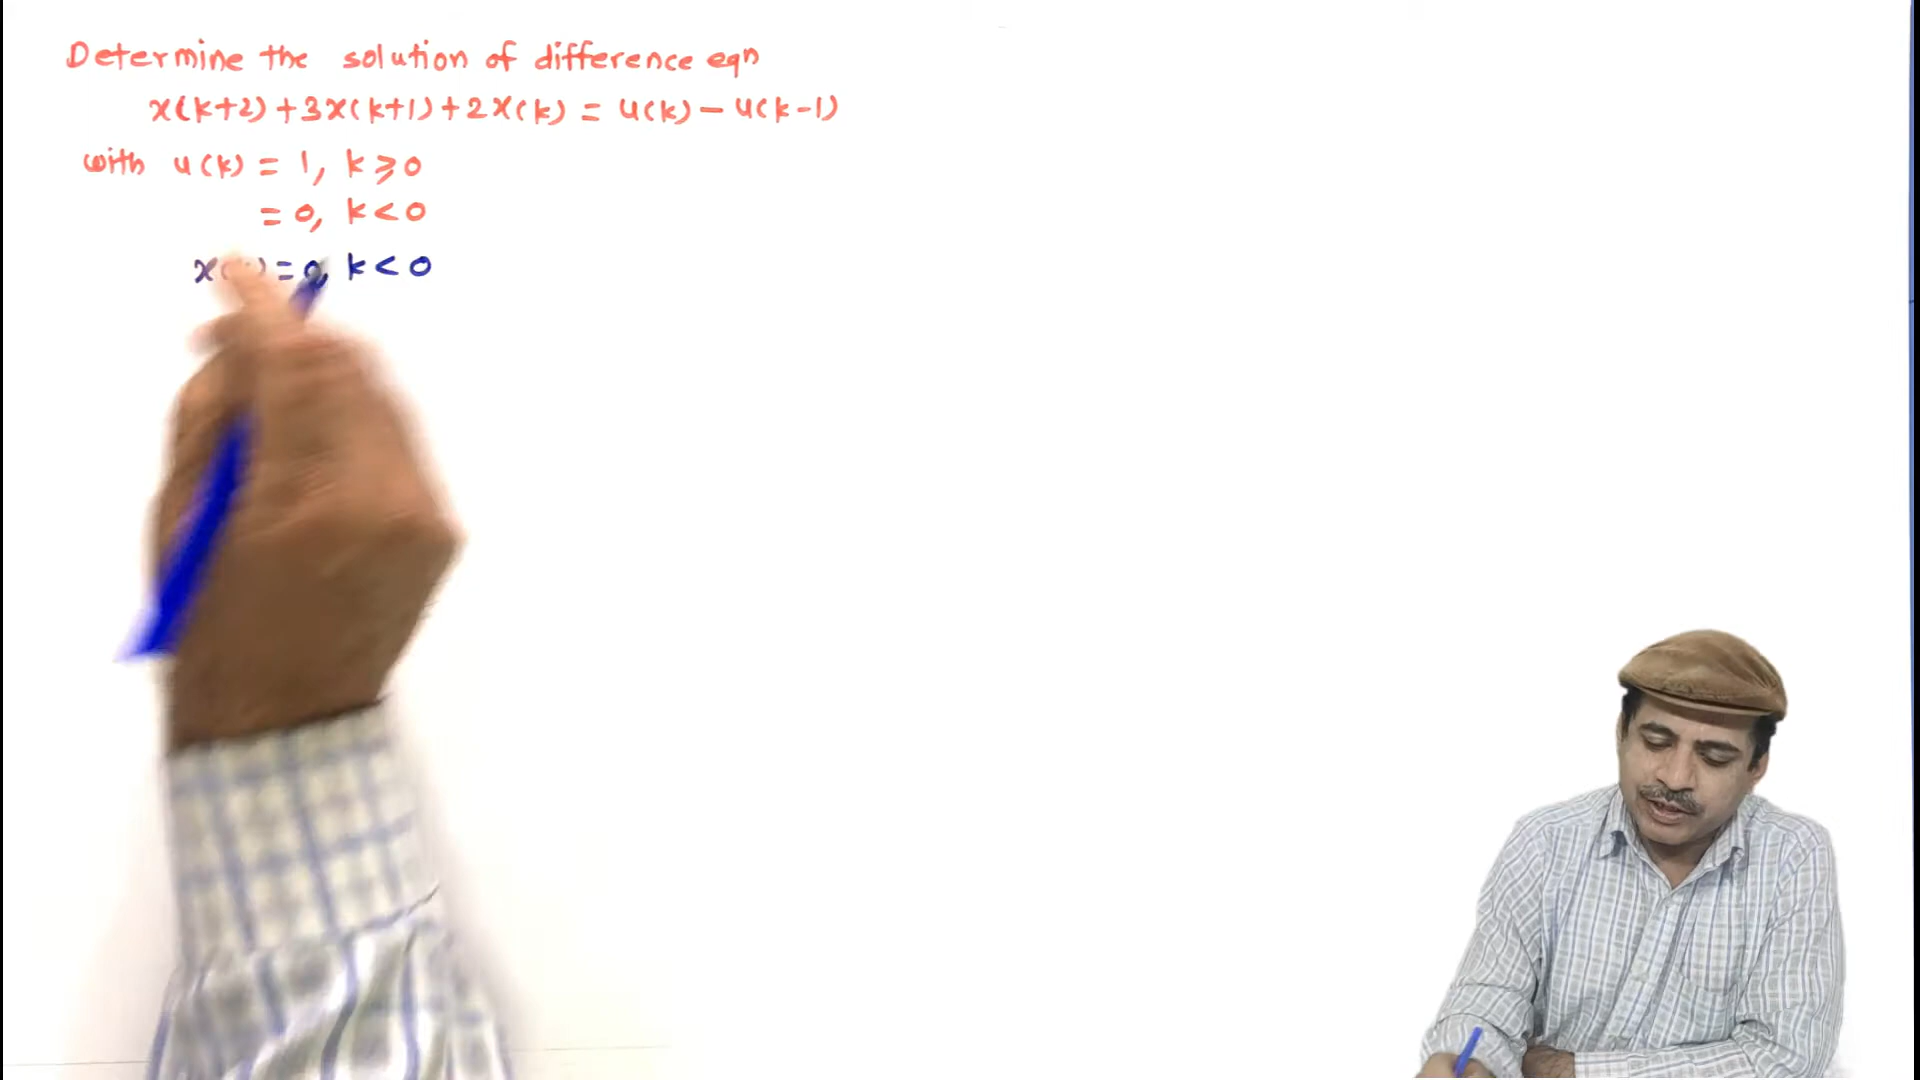 Determine the solution of difference eqn
x(k+2) + 3x(k+1) + 2x(k) = u(k) - u(k-1)
with u(k) = 1, k ≥ 0
= 0, k < 0
= 0, k < 0